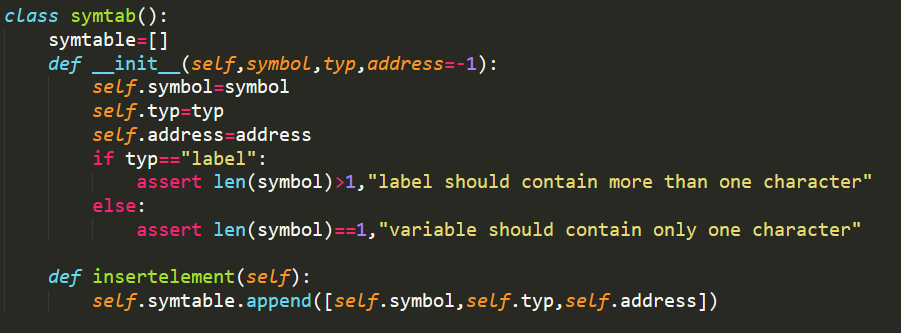 class symtab():
    symtable=[]
    def __init__(self,symbol,typ,address=-1):
        self.symbol=symbol
        self.typ=typ
        self.address=address
        if typ=="label":
            assert len(symbol)>1,"label should contain more than one character"
        else:
            assert len(symbol)==1,"variable should contain only one character"
    def insertelement(self):
        self.symtable.append([self.symbol,self.typ,self.address])